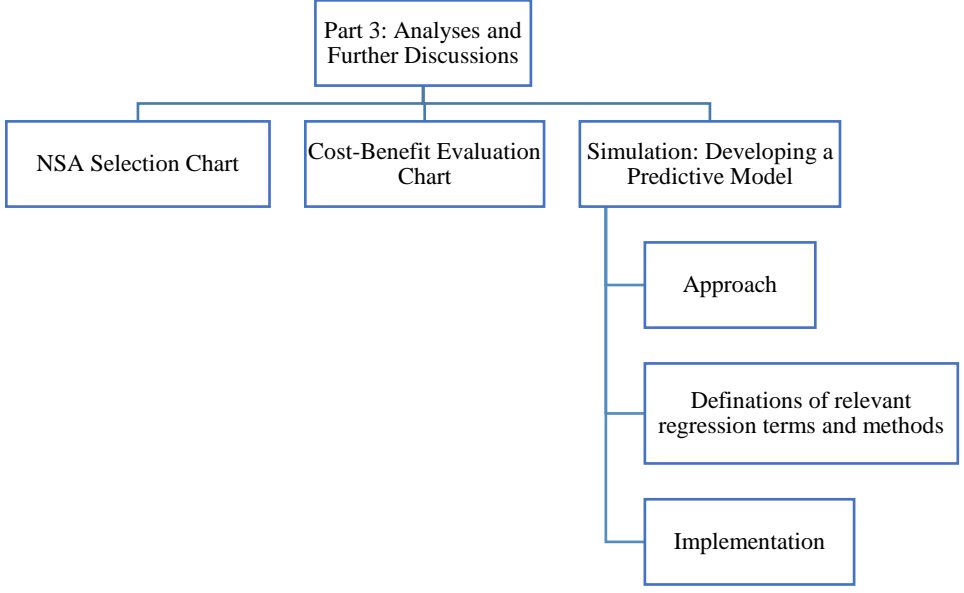 Part 3: Analyses and
Further Discussions
NSA Selection Chart
Cost-Benefit Evaluation
Chart
Simulation: Developing a
Predictive Model
Approach
Definations of relevant
regression terms and methods
Implementation